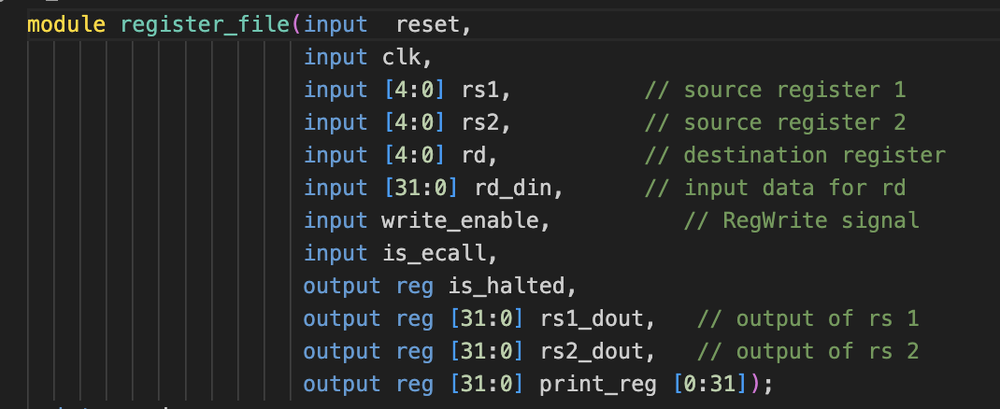 module register_file(input  reset,
input clk,
input [4:0] rs1,          // source register 1
input [4:0] rs2,          // source register 2
input [4:0] rd,           // destination register
input [31:0] rd_din,      // input data for rd
input write_enable,          // RegWrite signal
input is_ecall,
output reg is_halted,
output reg [31:0] rs1_dout,   // output of rs 1
output reg [31:0] rs2_dout,   // output of rs 2
output reg [31:0] print_reg [0:31]);